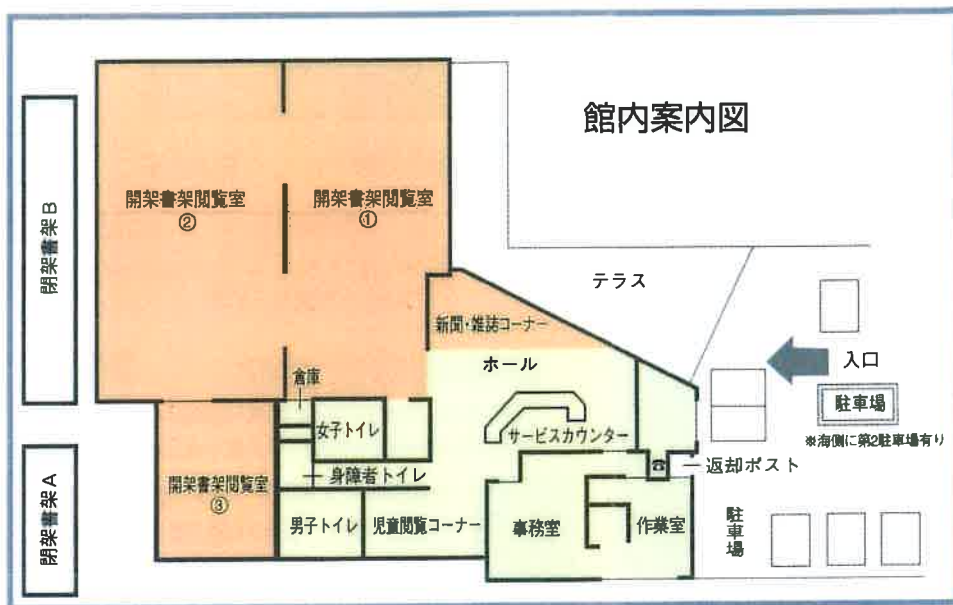 館内案内図
閉架書架B
開架書架閲覧室
②
開架書架閲覧室
①
テラス
新聞・雑誌コーナー
ホール
入口
倉庫
駐車場
女子トイレ
サービスカウンター
※海側に第2駐車場有り
返却ポスト
身障者トイレ
閉架書架A
開架書架閲覧室
③
男子トイレ
児童閲覧コーナー
事務室
作業室
駐車場